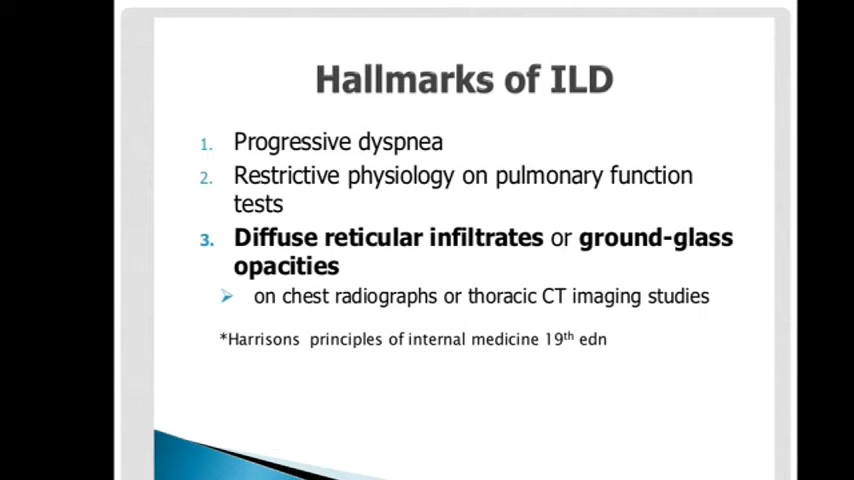 Hallmarks of ILD
1. Progressive dyspnea
2. Restrictive physiology on pulmonary function
tests
3. Diffuse reticular infiltrates or ground-glass
opacities
on chest radiographs or thoracic CT imaging studies
*Harrisons principles of internal medicine 19th edn